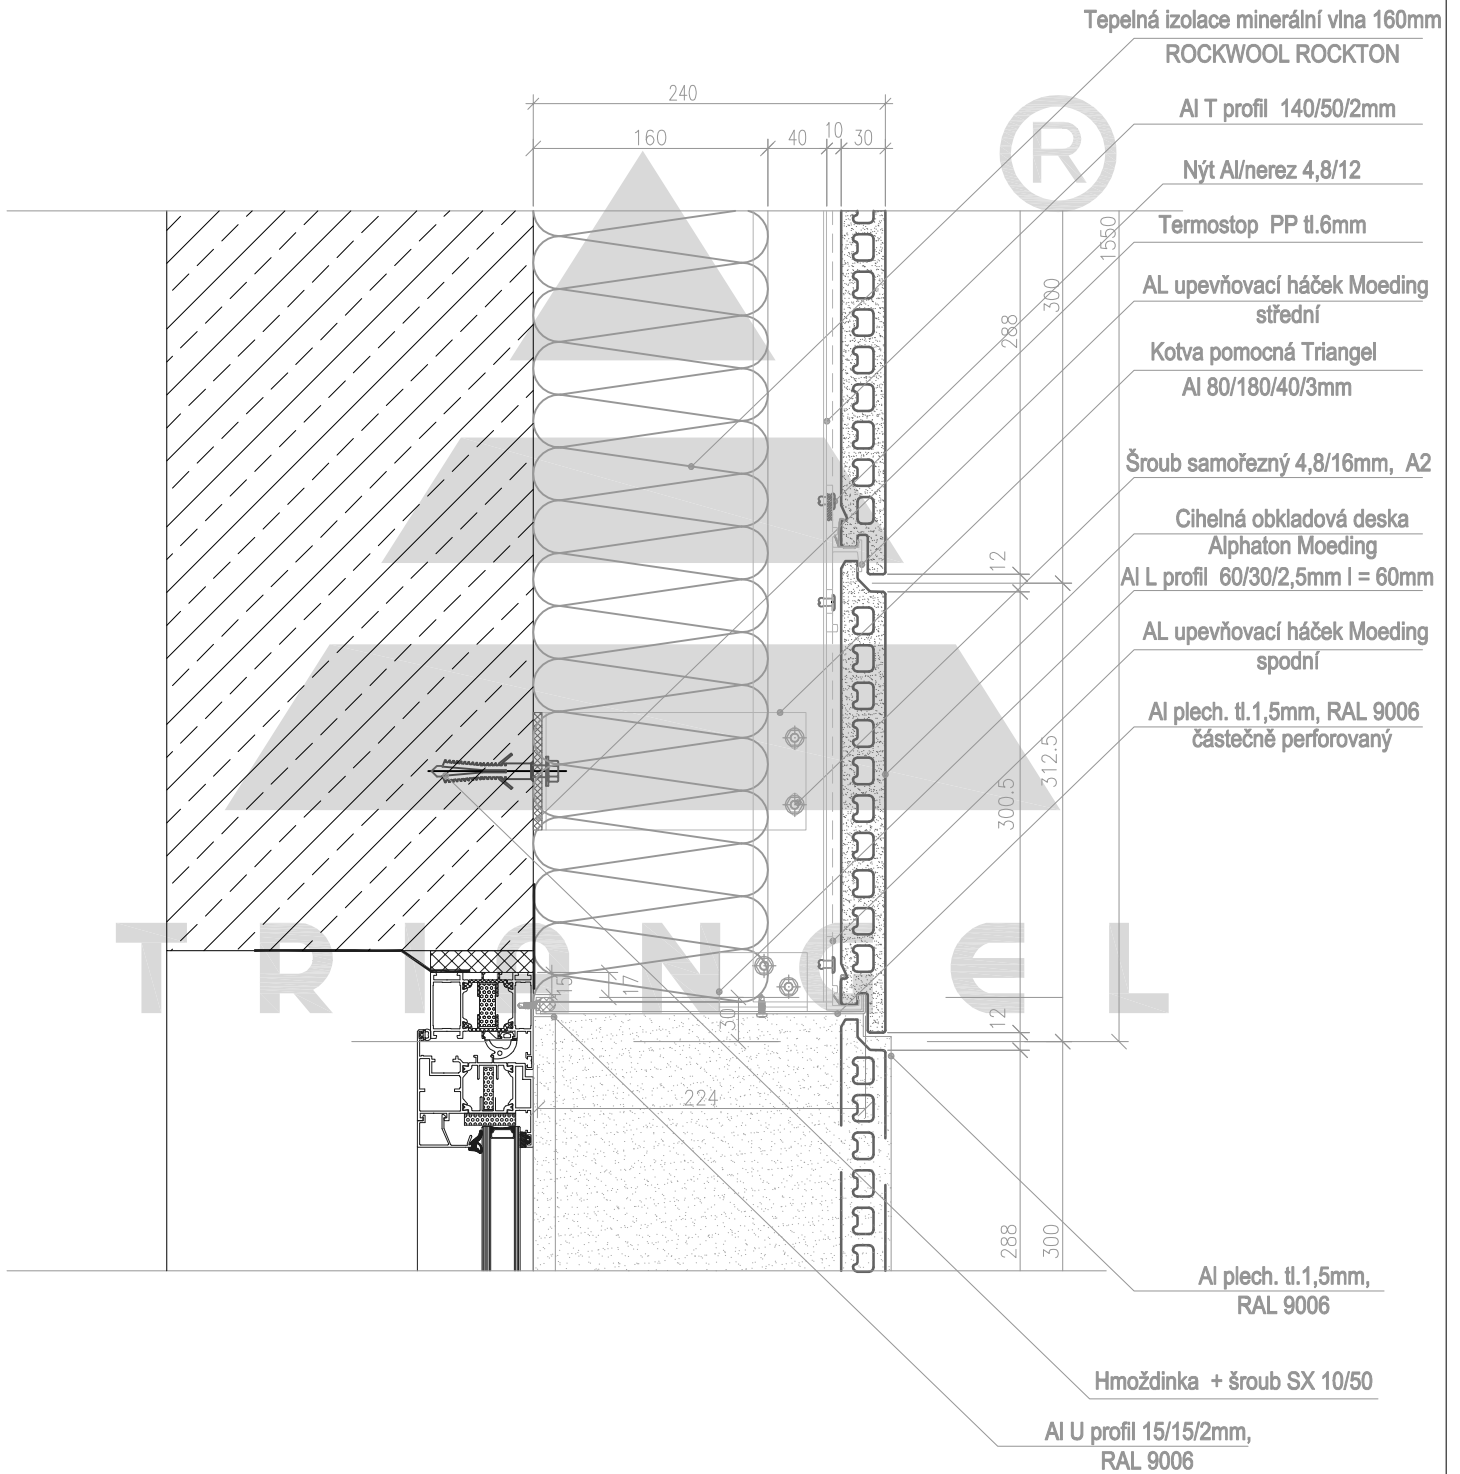 Tepelná izolace minerální vlna 160mm
ROCKWOOL ROCKTON
Al T profil 140/50/2mm
Nýt Al/nerez 4,8/12
Termostop PP tl.6mm
AL upevňovací háček Moeding
střední
Kotva pomocná Triangel
Al 80/180/40/3mm
Šroub samořezný 4,8/16mm, A2
Cihelná obkladová deska
Alphaton Moeding
Al L profil 60/30/2,5mm l = 60mm
AL upevňovací háček Moeding
spodní
Al plech. tl.1,5mm, RAL 9006
částečně perforovaný
Al plech. tl.1,5mm,
RAL 9006
Hmoždinka + šroub SX 10/50
Al U profil 15/15/2mm,
RAL 9006
240
160
40
10
30
®
1550
300
288
12
312.5
300.5
12
15
17
30
224
288
300
TRIANGEL